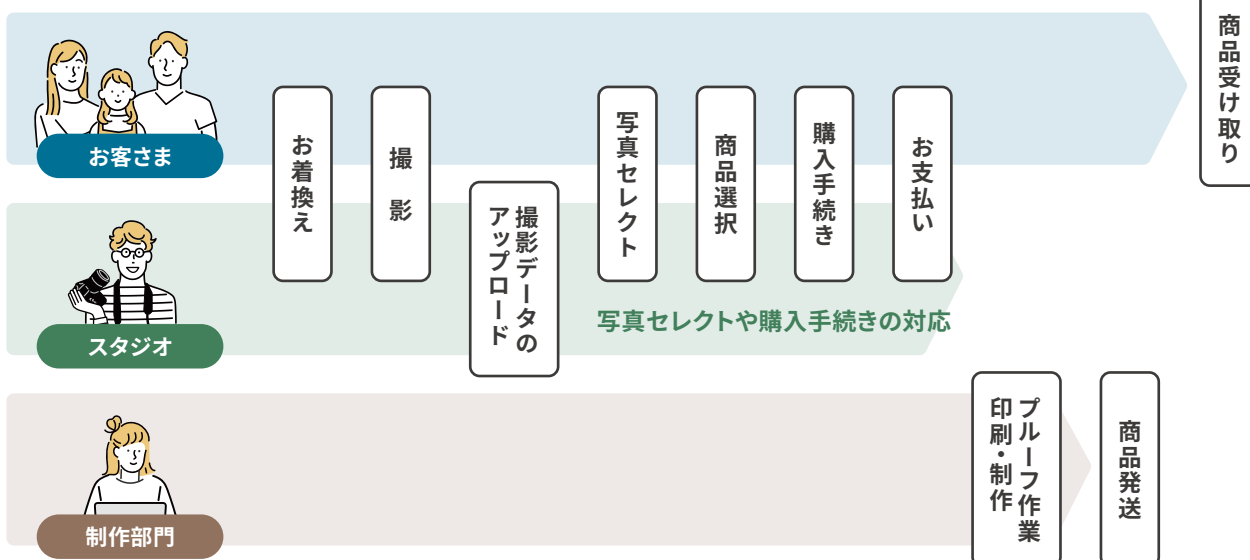 お客さま
お着換え
撮 影
撮影データの
アップロード
写真セレクト
商品選択
購入手続き
お支払い
商品受け取り
スタジオ
写真セレクトや購入手続きの対応
制作部門
プルーフ作業
印刷・制作
商品発送